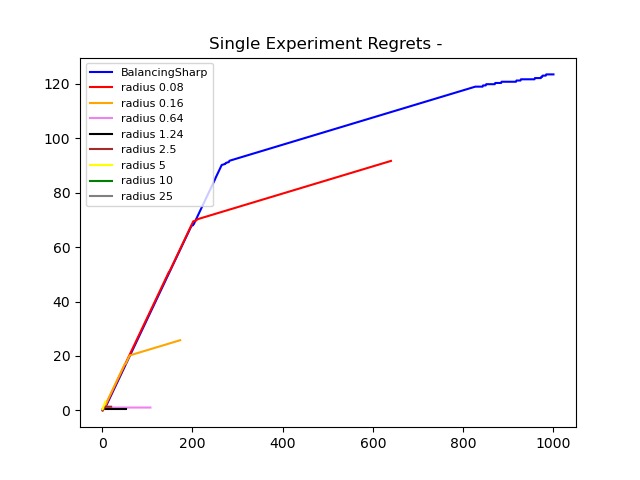 Single Experiment Regrets -
BalancingSharp
radius 0.08
radius 0.16
radius 0.64
radius 1.24
radius 2.5
radius 5
radius 10
radius 25
120
100
80
60
40
20
0
0 200 400 600 800 1000